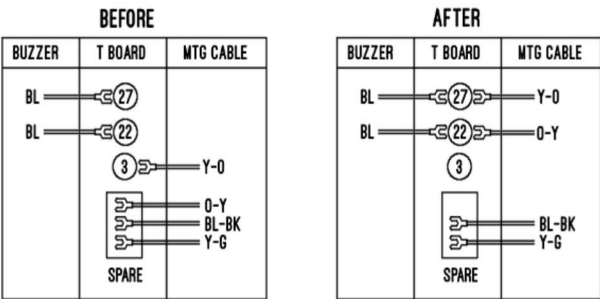 BEFORE
BUZZER T BOARD MTG CABLE
BL 27
BL 22
3 Y-O
O-Y
BL-BK
Y-G
SPARE
AFTER
BUZZER T BOARD MTG CABLE
BL 27 Y-O
BL 22 O-Y
3
BL-BK
Y-G
SPARE